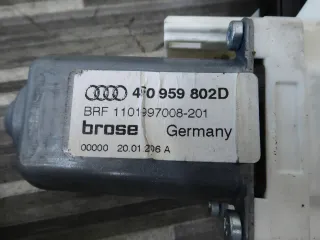 4F0 959 802D
BRF 1101997008-201
brose Germany
00000 20.01.206 A